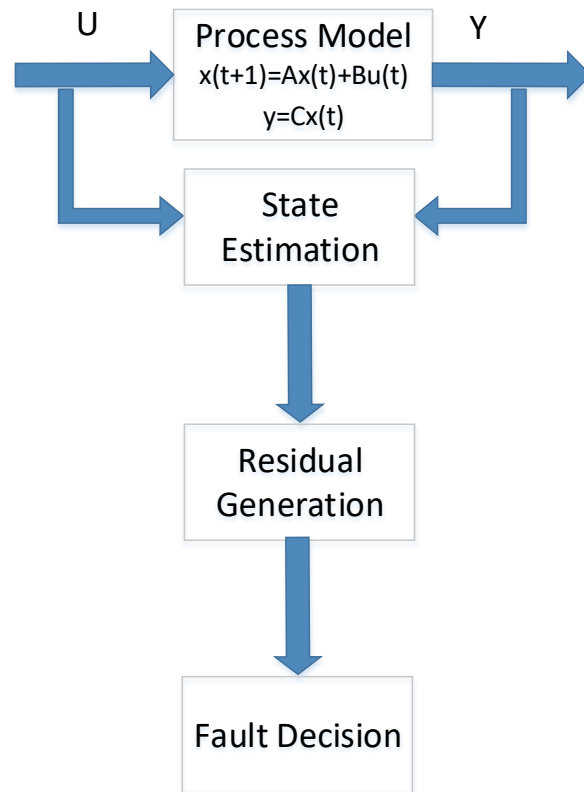 U
Process Model
Y
x(t+1)=Ax(t)+Bu(t)
y=Cx(t)
State
Estimation
Residual
Generation
Fault Decision